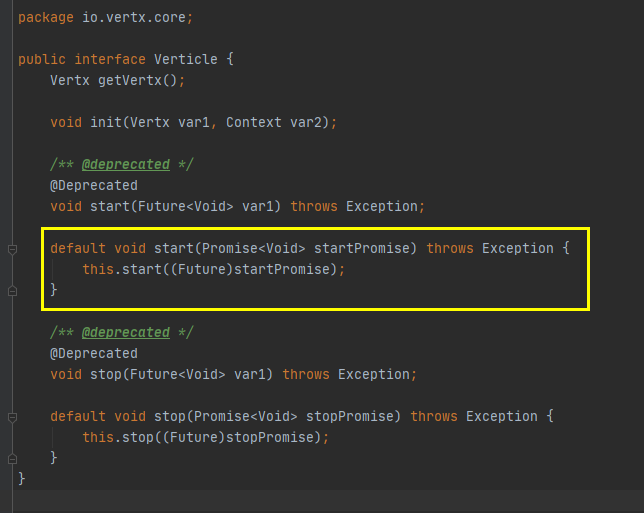 package io.vertx.core;
public interface Verticle {
Vertx getVertx();
void init(Vertx var1, Context var2);
/** @deprecated */
@Deprecated
void start(Future<Void> var1) throws Exception;
default void start(Promise<Void> startPromise) throws Exception {
this.start((Future)startPromise);
}
/** @deprecated */
@Deprecated
void stop(Future<Void> var1) throws Exception;
default void stop(Promise<Void> stopPromise) throws Exception {
this.stop((Future)stopPromise);
}
}